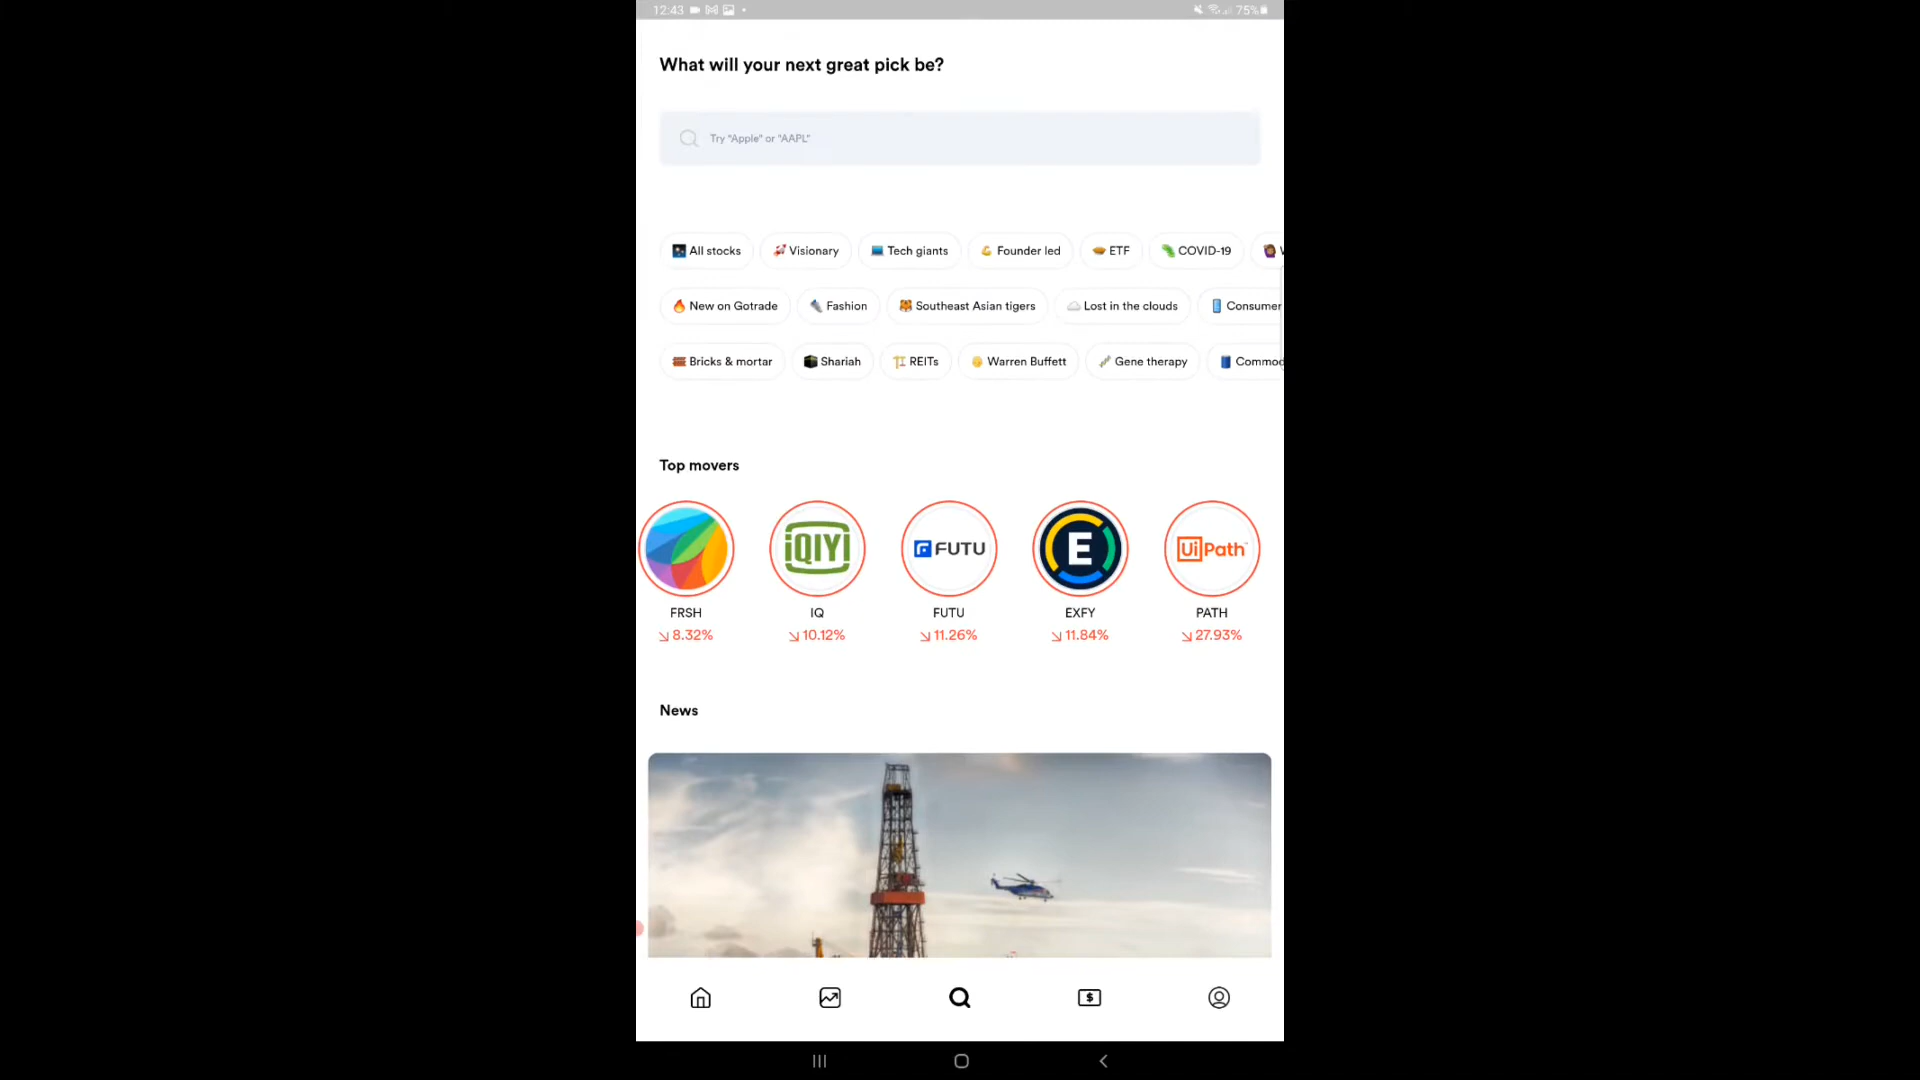 12:43
75%
What will your next great pick be?
Try "Apple" or "AAPL"
All stocks Visionary Tech giants Founder led ETF COVID-19
New on Gotrade Fashion Southeast Asian tigers Lost in the clouds Consumer
Bricks & mortar Shariah REITs Warren Buffett Gene therapy Commod
Top movers
iQIYI FUTU E UiPath
FRSH IQ FUTU EXFY PATH
8.32% 10.12% 11.26% 11.84% 27.93%
News